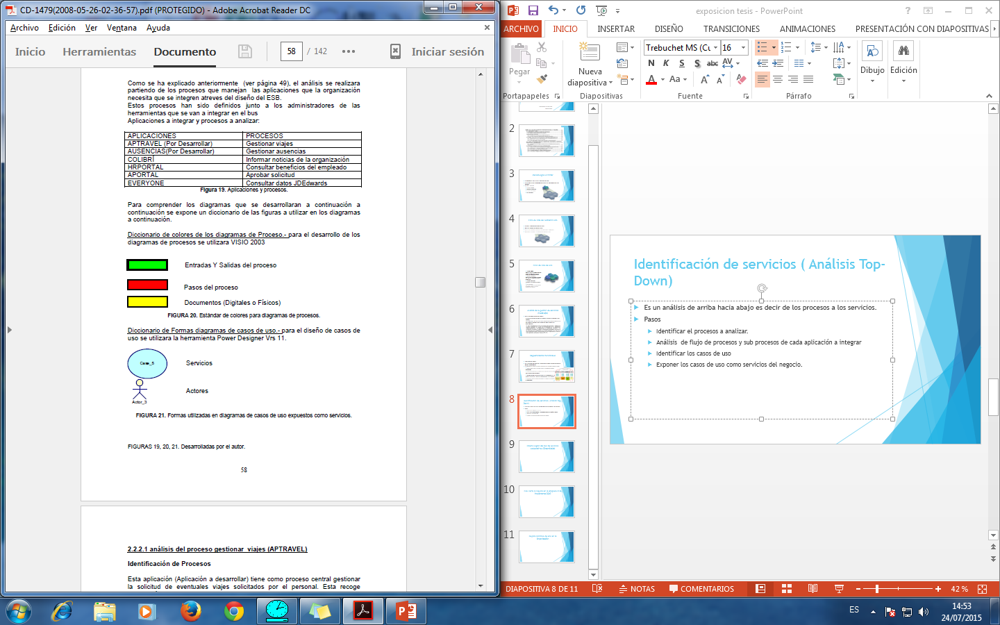 CD-1479(2008-05-26-02-36-57).pdf (PROTEGIDO) - Adobe Acrobat Reader DC
Archivo Edición Ver Ventana Ayuda
Inicio Herramientas Documento 58 / 142 Iniciar sesión
Como se ha explicado anteriormente (ver página 49), el análisis se realizara
partiendo de los procesos que manejan las aplicaciones que la organización
necesita que se integren atreves del diseño del ESB.
Estos procesos han sido definidos junto a los administradores de las
herramientas que se van a integrar en el bus
Aplicaciones a integrar y procesos a analizar:
APLICACIONES PROCESOS
APTRAVEL (Por Desarrollar) Gestionar viajes
AUSENCIAS(Por Desarrollar) Gestionar ausencias
COLIBRÍ Informar noticias de la organización
HRPORTAL Consultar beneficios del empleado
APORTAL Aprobar solicitud
EVERYONE Consultar datos JDEdwards
Figura 19. Aplicaciones y procesos.
Para comprender los diagramas que se desarrollaran a continuación a
continuación se expone un diccionario de las figuras a utilizar en los diagramas
a continuación.
Diccionario de colores de los diagramas de Proceso.- para el desarrollo de los
diagramas de procesos se utilizara VISIO 2003
Entradas Y Salidas del proceso
Pasos del proceso
Documentos (Digitales o Físicos)
FIGURA 20. Estándar de colores para diagramas de procesos.
Diccionario de Formas diagramas de casos de uso.- para el diseño de casos de
uso se utilizara la herramienta Power Designer Vrs 11.
Caso_5
Servicios
Actores
Actor_3
FIGURA 21. Formas utilizadas en diagramas de casos de uso expuestos como servicios.
FIGURAS 19, 20, 21. Desarrolladas por el autor.
58
2.2.2.1 análisis del proceso gestionar viajes (APTRAVEL)
Identificación de Procesos
Esta aplicación (Aplicación a desarrollar) tiene como proceso central gestionar
la solicitud de eventuales viajes solicitados por el personal. Esta recoge
exposicion tesis - PowerPoint
ARCHIVO INICIO INSERTAR DISEÑO TRANSICIONES ANIMACIONES PRESENTACIÓN CON DIAPOSITIVAS
Pegar
Nueva
diapositiva
Trebuchet MS (Cu 16
N K S S abc AV
A Aa A A
Dibujo
Edición
Portapapeles Diapositivas Fuente Párrafo
2
3
4
5
6
7
8
9
10
11
Identificación de servicios ( Análisis Top-
Down)
Es un análisis de arriba hacia abajo es decir de los procesos a los servicios.
Pasos
Identificar el procesos a analizar.
Análisis de flujo de procesos y sub procesos de cada aplicación a integrar
Identificar los casos de uso
Exponer los casos de uso como servicios del negocio.
DIAPOSITIVA 8 DE 11 NOTAS COMENTARIOS 42 %
ES 14:53
24/07/2015